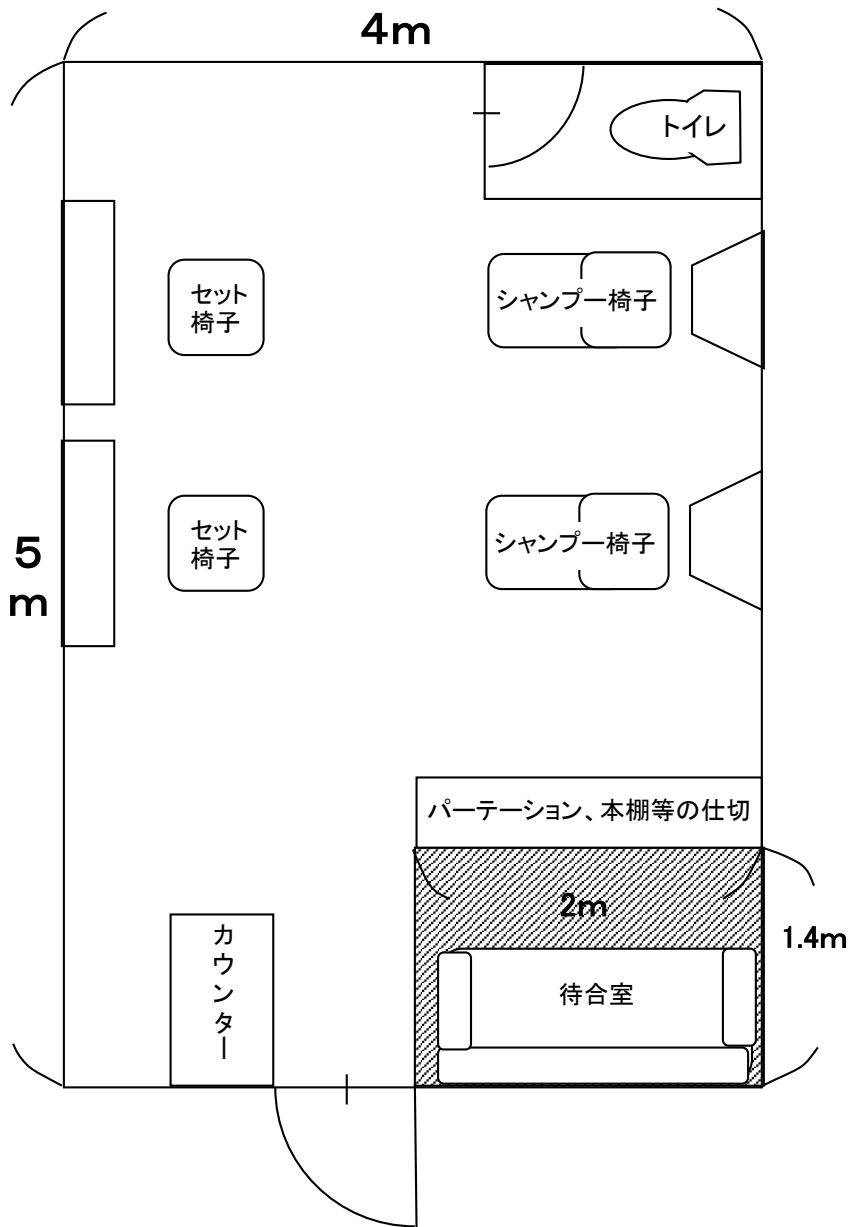 4m
トイレ
セット
椅子
シャンプー椅子
5
m
セット
椅子
シャンプー椅子
パーテーション、本棚等の仕切
2m
1.4m
カウンター
待合室